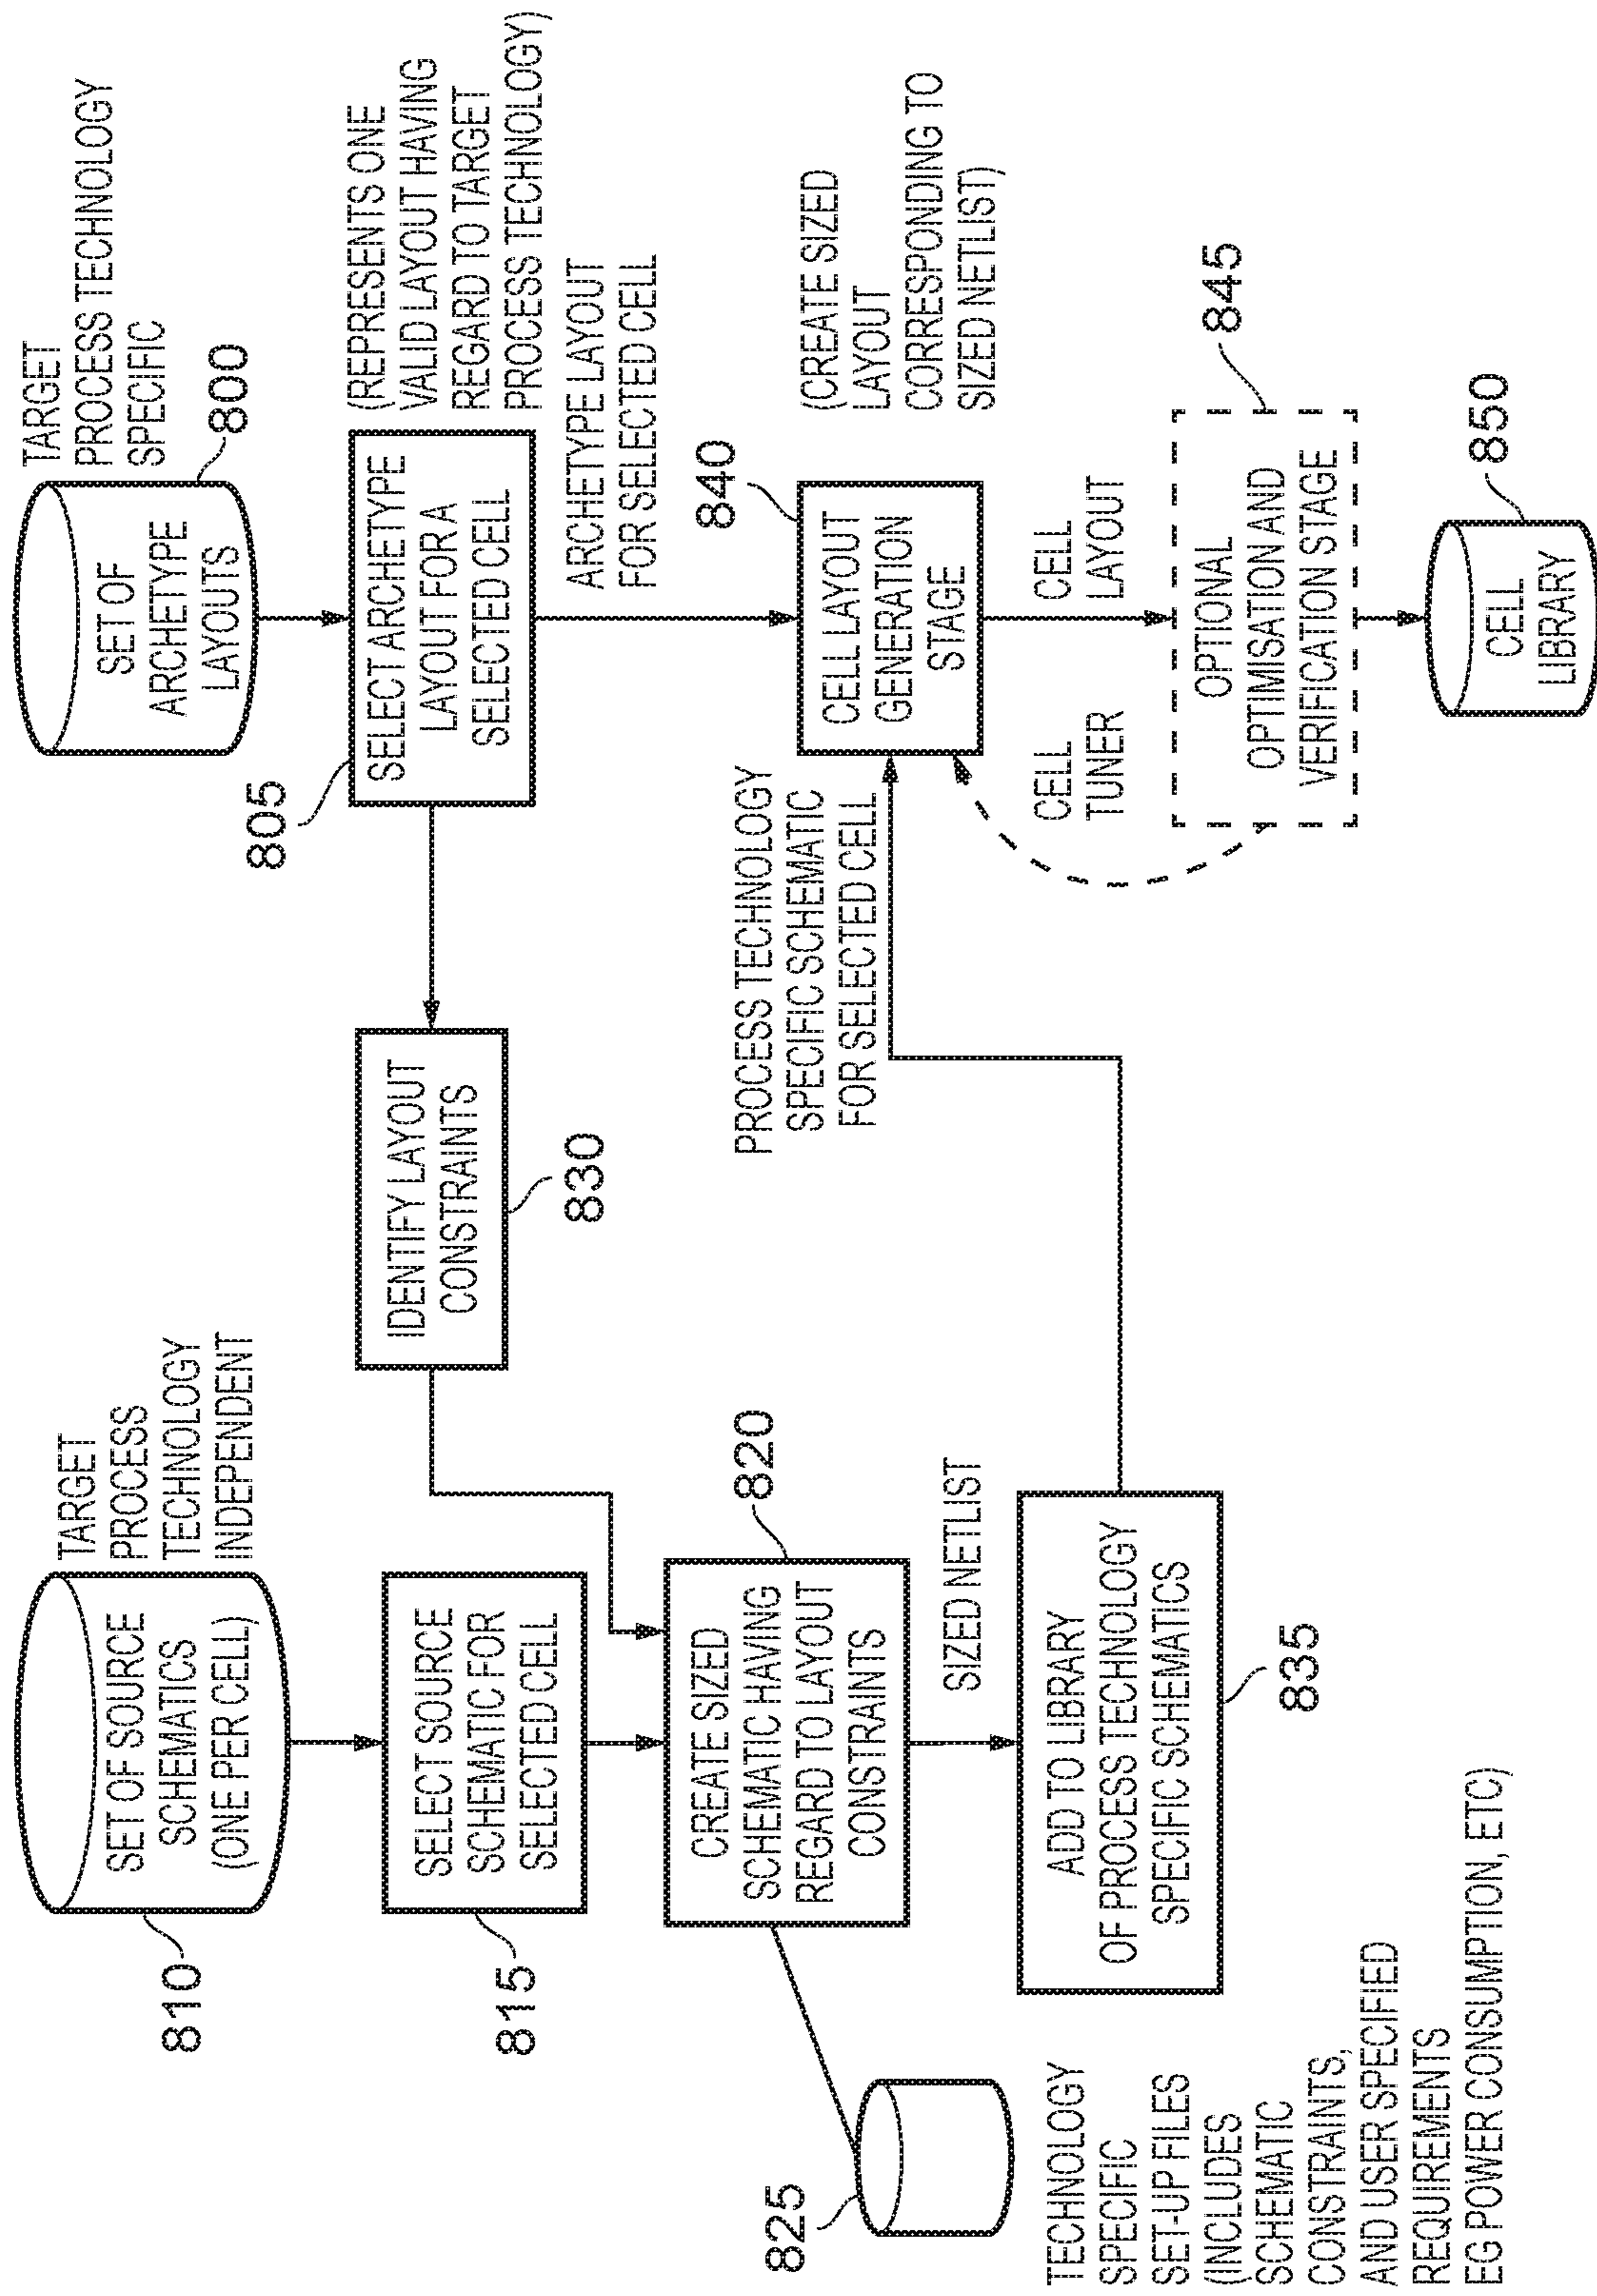 TARGET
PROCESS
TECHNOLOGY
INDEPENDENT
810
SET OF SOURCE
SCHEMATICS
(ONE PER CELL)
815
SELECT SOURCE
SCHEMATIC FOR
SELECTED CELL
825
CREATE SIZED
SCHEMATIC HAVING
REGARD TO LAYOUT
CONSTRAINTS
820
TECHNOLOGY
SPECIFIC
SET-UP FILES
(INCLUDES
SCHEMATIC
CONSTRAINTS,
AND USER SPECIFIED
REQUIREMENTS
EG POWER CONSUMPTION, ETC)
SIZED NETLIST
ADD TO LIBRARY
OF PROCESS TECHNOLOGY
SPECIFIC SCHEMATICS
835
IDENTIFY LAYOUT
CONSTRAINTS
830
TARGET
PROCESS TECHNOLOGY
SPECIFIC
800
SET OF
ARCHETYPE
LAYOUTS
805
SELECT ARCHETYPE
LAYOUT FOR A
SELECTED CELL
(REPRESENTS ONE
VALID LAYOUT HAVING
REGARD TO TARGET
PROCESS TECHNOLOGY)
ARCHETYPE LAYOUT
FOR SELECTED CELL
PROCESS TECHNOLOGY
SPECIFIC SCHEMATIC
FOR SELECTED CELL
840
CELL LAYOUT
GENERATION
STAGE
(CREATE SIZED
LAYOUT
CORRESPONDING TO
SIZED NETLIST)
CELL
TUNER
CELL
LAYOUT
OPTIONAL
OPTIMISATION AND
VERIFICATION STAGE
845
CELL
LIBRARY
850